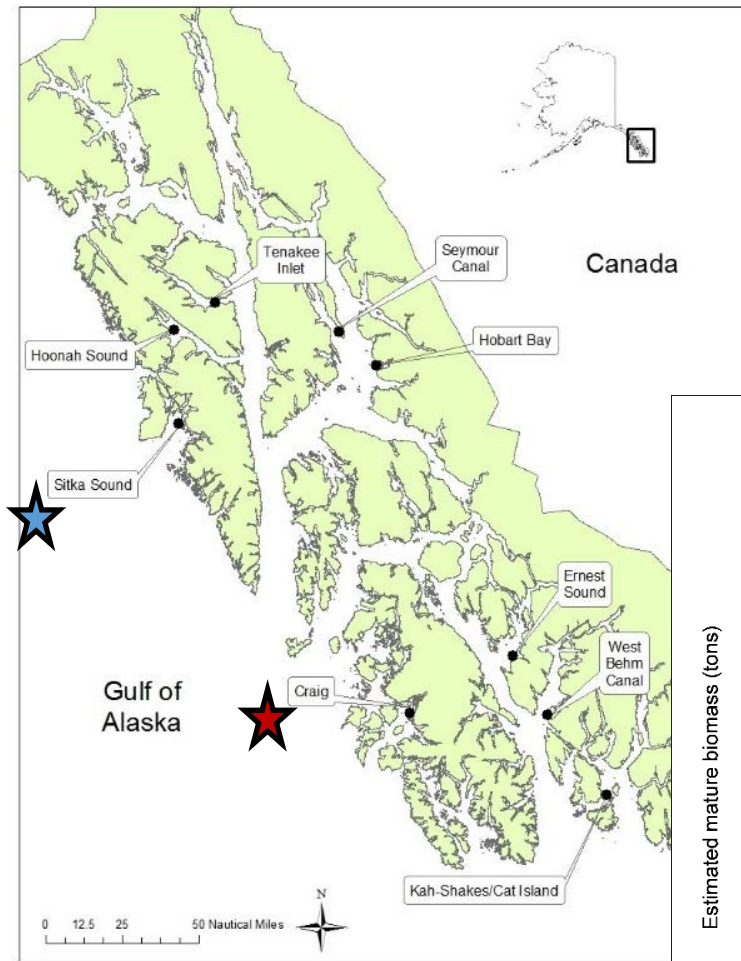 Tenakee
Inlet
Seymour
Canal
Canada
Hoonah Sound
Hobart Bay
Sitka Sound
Ernest
Sound
West
Behm
Canal
Gulf of
Alaska
Craig
Kah-Shakes/Cat Island
N
0 12.5 25 50 Nautical Miles
Estimated mature biomass (tons)